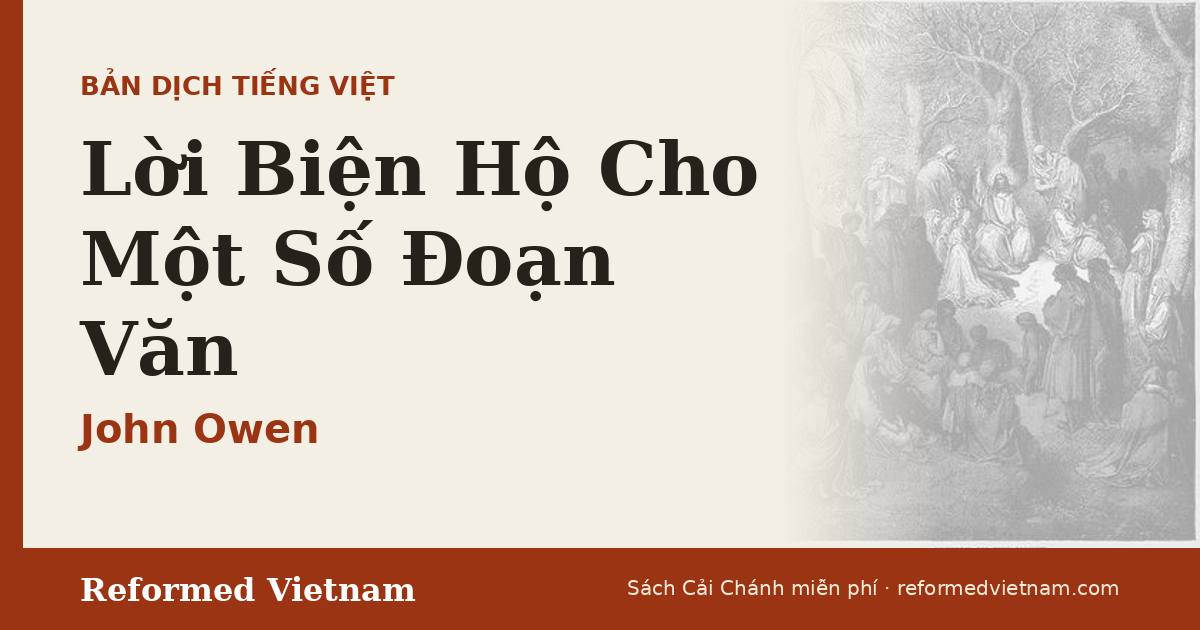 BẢN DỊCH TIẾNG VIỆT
Lời Biện Hộ Cho
Một Số Đoạn
Văn
John Owen
Reformed Vietnam
Sách Cải Chánh miễn phí · reformedvietnam.com